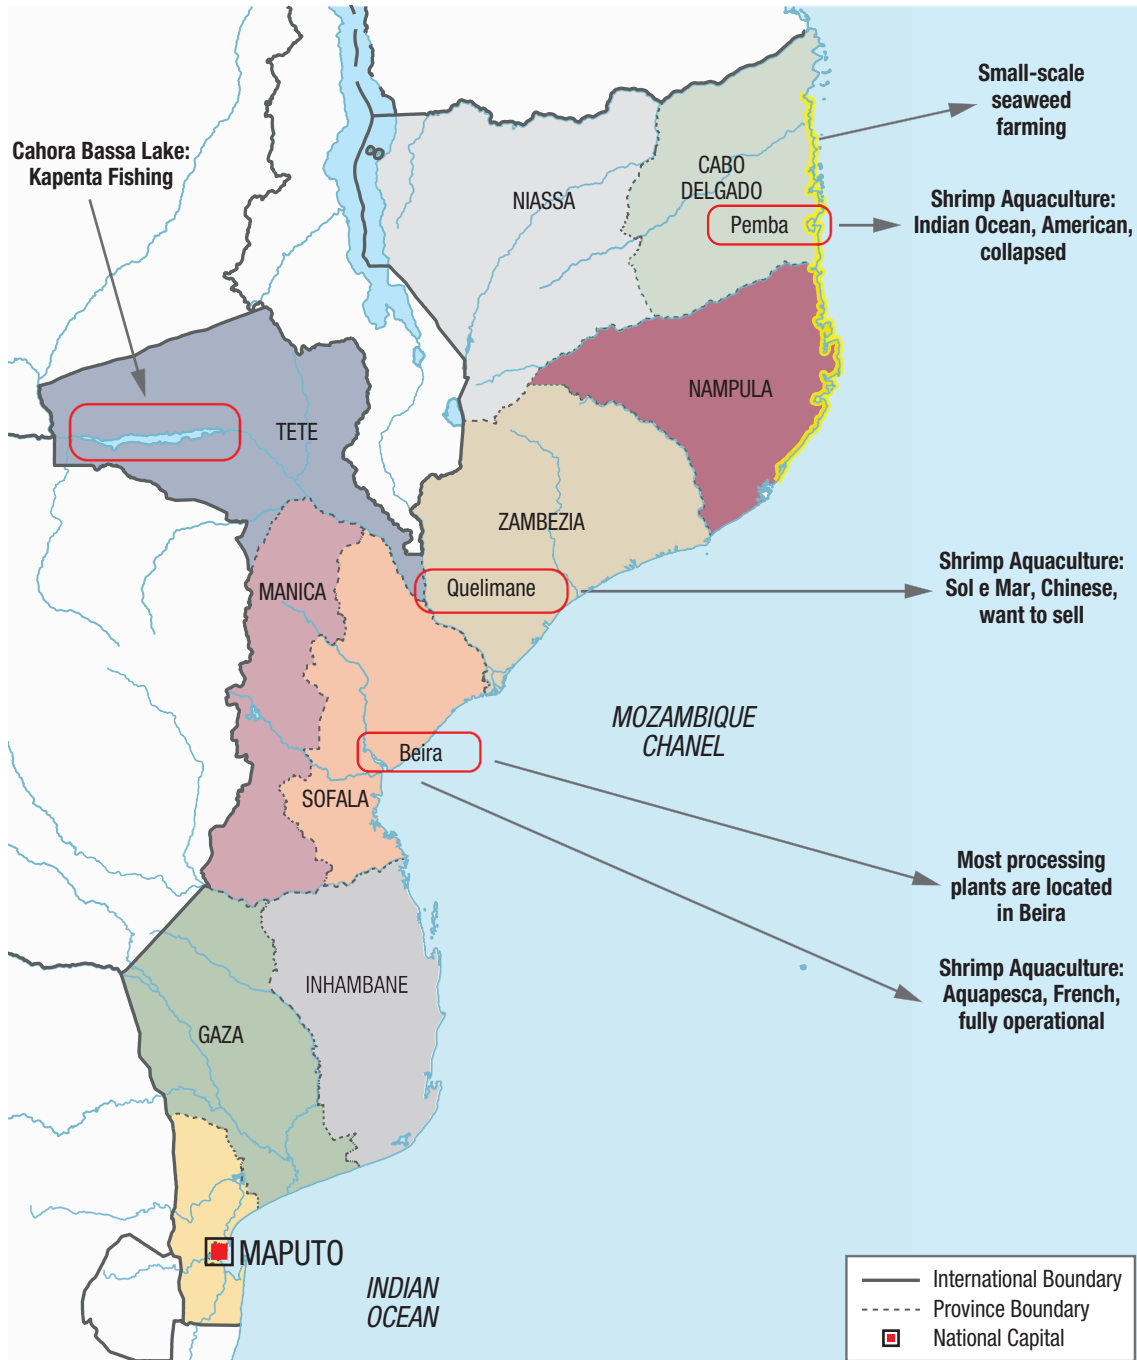 Small-scale
seaweed
farming
Cahora Bassa Lake:
Kapenta Fishing
CABO
DELGADO
NIASSA
Pemba
Shrimp Aquaculture:
Indian Ocean, American,
collapsed
NAMPULA
TETE
ZAMBEZIA
MANICA
Quelimane
Shrimp Aquaculture:
Sol e Mar, Chinese,
want to sell
MOZAMBIQUE
CHANEL
Beira
SOFALA
Most processing
plants are located
in Beira
Shrimp Aquaculture:
Aquapesca, French,
fully operational
INHAMBANE
GAZA
MAPUTO
INDIAN
OCEAN
International Boundary
Province Boundary
National Capital